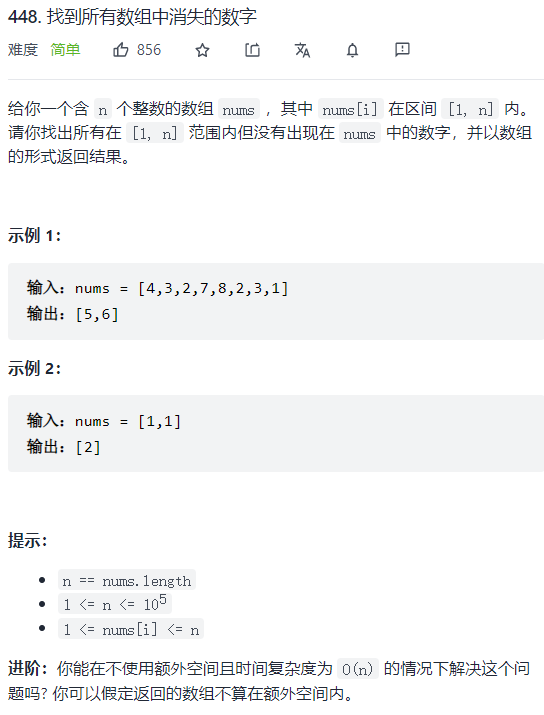 448. 找到所有数组中消失的数字
难度 简单 856
给你一个含 n 个整数的数组 nums ，其中 nums[i] 在区间 [1, n] 内。
请你找出所有在 [1, n] 范围内但没有出现在 nums 中的数字，并以数组
的形式返回结果。
示例 1：
输入：nums = [4,3,2,7,8,2,3,1]
输出：[5,6]
示例 2：
输入：nums = [1,1]
输出：[2]
提示：
n == nums.length
1 <= n <= 10⁵
1 <= nums[i] <= n
进阶：你能在不使用额外空间且时间复杂度为 O(n) 的情况下解决这个问
题吗? 你可以假定返回的数组不算在额外空间内。